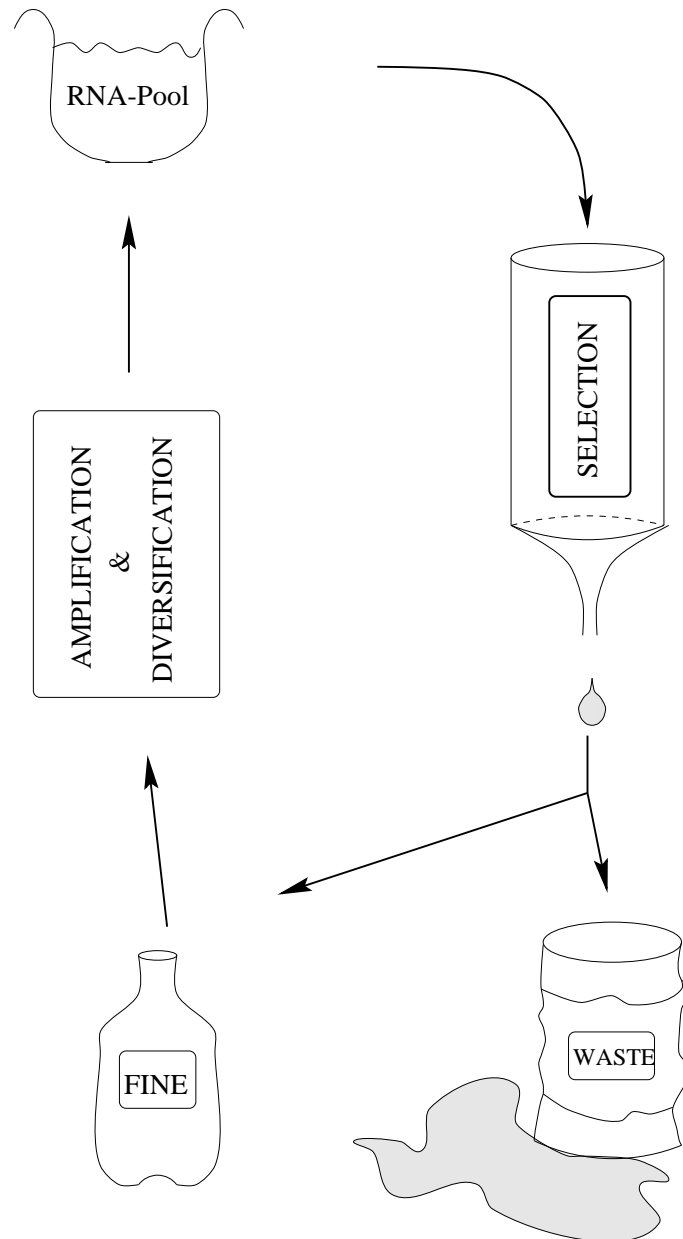 RNA-Pool
SELECTION
AMPLIFICATION
&
DIVERSIFICATION
FINE
WASTE